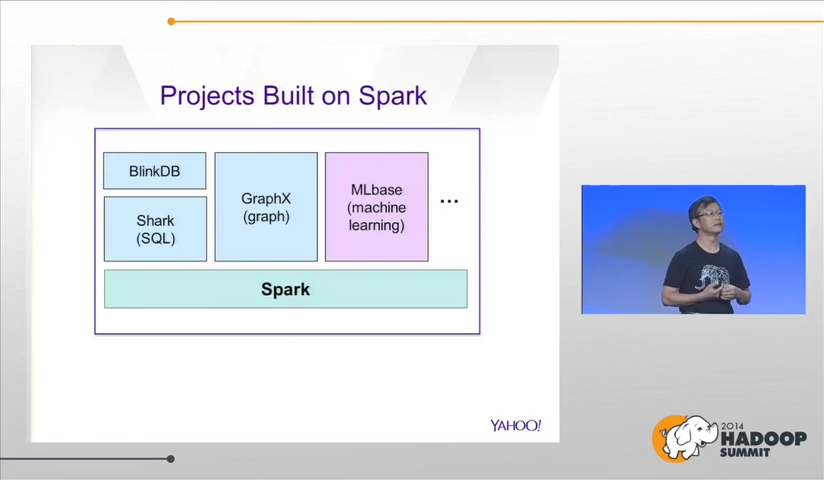 Projects Built on Spark
BlinkDB
Shark
(SQL)
GraphX
(graph)
MLbase
(machine
learning)
...
Spark
YAHOO!
2014
HADOOP
SUMMIT